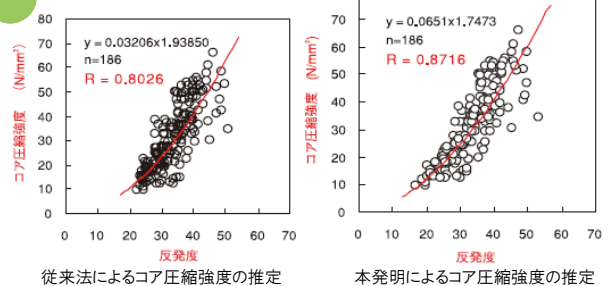 80
70
60
50
40
30
20
10
0
コア圧縮強度 (N/mm²)
y = 0.03206x1.93850
n=186
R = 0.8026
0 10 20 30 40 50 60 70
反発度
従来法によるコア圧縮強度の推定
70
60
50
40
30
20
10
0
コア圧縮強度 (N/mm²)
y = 0.0651x1.7473
n=186
R = 0.8716
0 10 20 30 40 50 60 70
反発度
本発明によるコア圧縮強度の推定